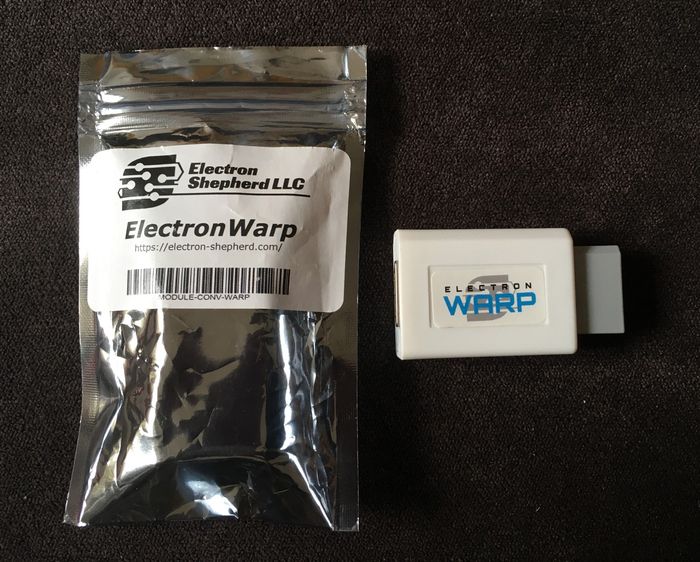 Electron
Shepherd LLC
ElectronWarp
https://electron-shepherd.com/
MODULE-CONV-WARP
ELECTRON
WARP